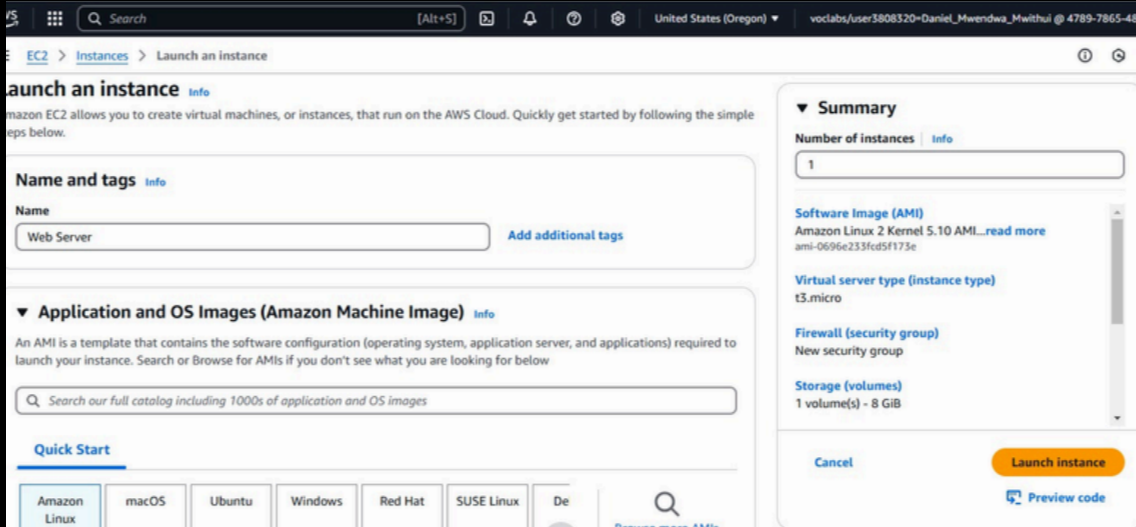 Search [Alt+S] United States (Oregon) voclabs/user3808320=Daniel_Mwendwa_Mwithui @ 4789-7865-48
EC2 > Instances > Launch an instance
Launch an instance Info
Amazon EC2 allows you to create virtual machines, or instances, that run on the AWS Cloud. Quickly get started by following the simple
steps below.
Name and tags Info
Name
Web Server
Add additional tags
Application and OS Images (Amazon Machine Image) Info
An AMI is a template that contains the software configuration (operating system, application server, and applications) required to
launch your instance. Search or Browse for AMIs if you don't see what you are looking for below
Search our full catalog including 1000s of application and OS images
Quick Start
Amazon
Linux
macOS
Ubuntu
Windows
Red Hat
SUSE Linux
De
Browse more AMIs
Summary
Number of instances Info
1
Software Image (AMI)
Amazon Linux 2 Kernel 5.10 AMI...read more
ami-0696e233fcd5f173e
Virtual server type (instance type)
t3.micro
Firewall (security group)
New security group
Storage (volumes)
1 volume(s) - 8 GiB
Cancel
Launch instance
Preview code